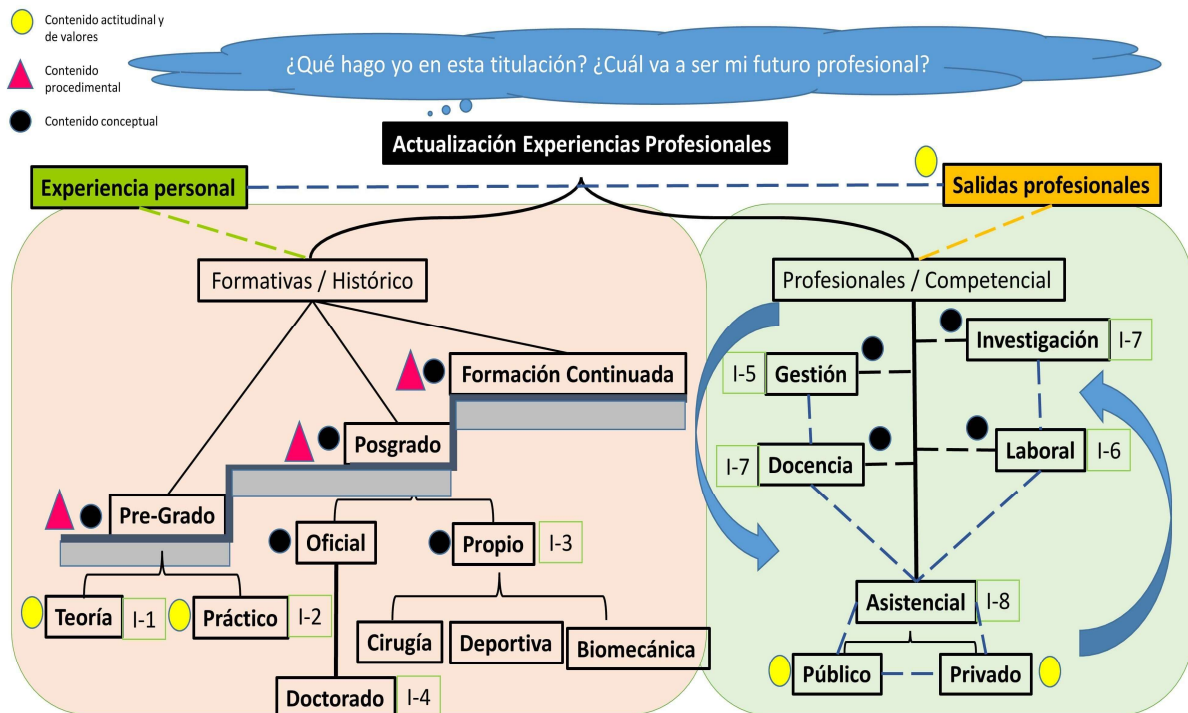 Contenido actitudinal y
de valores
Contenido
procedimental
Contenido conceptual
¿Qué hago yo en esta titulación? ¿Cuál va a ser mi futuro profesional?
Actualización Experiencias Profesionales
Experiencia personal
Salidas profesionales
Formativas / Histórico
Profesionales / Competencial
Formación Continuada
Posgrado
Pre-Grado
Oficial
Propio
I-3
Teoría
I-1
Práctico
I-2
Cirugía
Deportiva
Biomecánica
Doctorado
I-4
Investigación
I-7
I-5
Gestión
I-7
Docencia
Laboral
I-6
Asistencial
I-8
Público
Privado